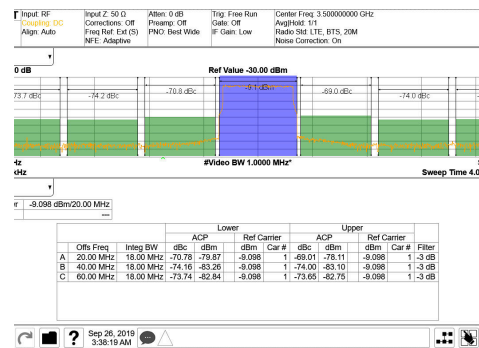 Input: RF Input Z: 50 Ω Atten: 0 dB Trig: Free Run Center Freq: 3.500000000 GHz
Coupling: DC Corrections: Off Preamp: Off Gate: Off Avg|Hold: 1/1
Align: Auto Freq Ref: Ext (S) PNO: Best Wide IF Gain: Low Radio Std: LTE, BTS, 20M
NFE: Adaptive Noise Correction: On
0 dB Ref Value -30.00 dBm
73.7 dBc -74.2 dBc -70.8 dBc -9.1 dBm -69.0 dBc -74.0 dBc
Hz #Video BW 1.0000 MHz*
kHz Sweep Time 4.0
-9.098 dBm/20.00 MHz
---
Lower Upper
ACP Ref Carrier ACP Ref Carrier
Offs Freq Integ BW dBc dBm dBm Car # dBc dBm dBm Car # Filter
A 20.00 MHz 18.00 MHz -70.78 -79.87 -9.098 1 -69.01 -78.11 -9.098 1 -3 dB
B 40.00 MHz 18.00 MHz -74.16 -83.26 -9.098 1 -74.00 -83.10 -9.098 1 -3 dB
C 60.00 MHz 18.00 MHz -73.74 -82.84 -9.098 1 -73.65 -82.75 -9.098 1 -3 dB
? Sep 26, 2019
3:38:19 AM